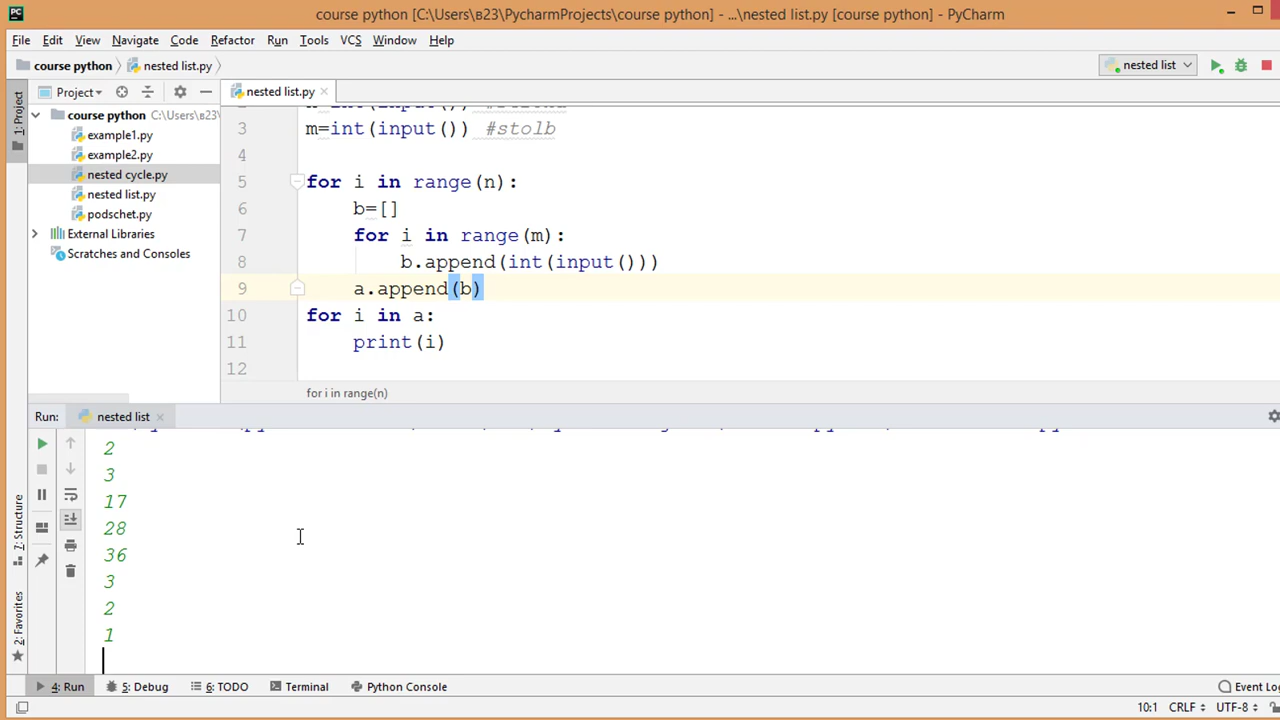 course python [C:\Users\в23\PycharmProjects\course python] - ...\nested list.py [course python] - PyCharm
File Edit View Navigate Code Refactor Run Tools VCS Window Help
course python nested list.py nested list
1: Project
Project nested list.py
course python C:\Users\в23\
example1.py
example2.py
nested cycle.py
nested list.py
podschet.py
External Libraries
Scratches and Consoles
3 m=int(input()) #stolb
4
5 for i in range(n):
6 b=[]
7 for i in range(m):
8 b.append(int(input()))
9 a.append(b)
10 for i in a:
11 print(i)
12
for i in range(n)
Run: nested list
2
3
17
28
36
3
2
1
7: Structure
2: Favorites
4: Run 5: Debug 6: TODO Terminal Python Console Event Log
10:1 CRLF UTF-8